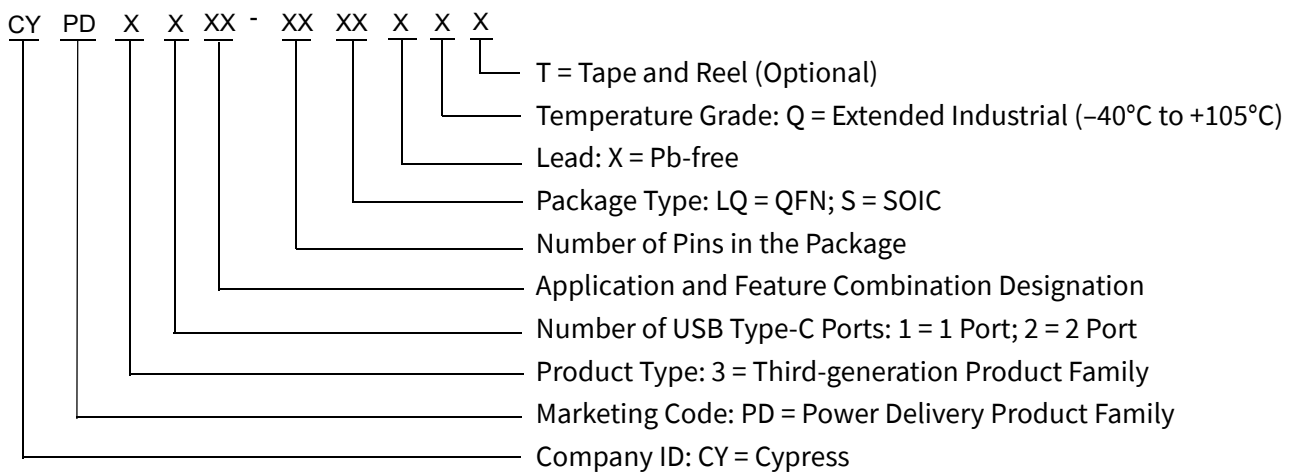 CY PD X X XX - XX XX X X X
T = Tape and Reel (Optional)
Temperature Grade: Q = Extended Industrial (–40°C to +105°C)
Lead: X = Pb-free
Package Type: LQ = QFN; S = SOIC
Number of Pins in the Package
Application and Feature Combination Designation
Number of USB Type-C Ports: 1 = 1 Port; 2 = 2 Port
Product Type: 3 = Third-generation Product Family
Marketing Code: PD = Power Delivery Product Family
Company ID: CY = Cypress